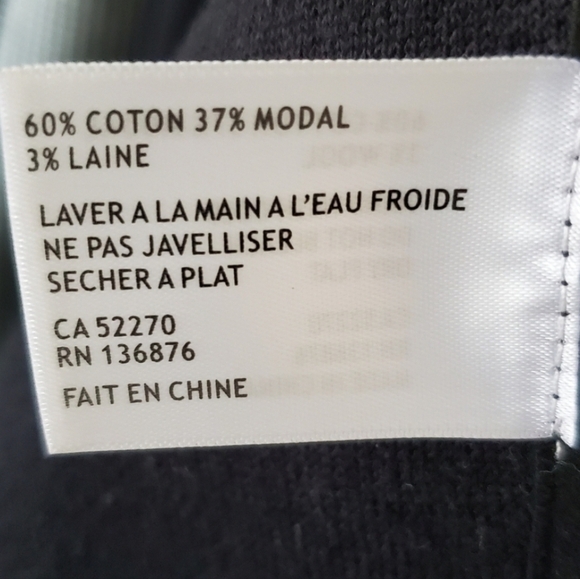 60% COTON 37% MODAL
3% LAINE
LAVER A LA MAIN A L'EAU FROIDE
NE PAS JAVELLISER
SECHER A PLAT
CA 52270
RN 136876
FAIT EN CHINE